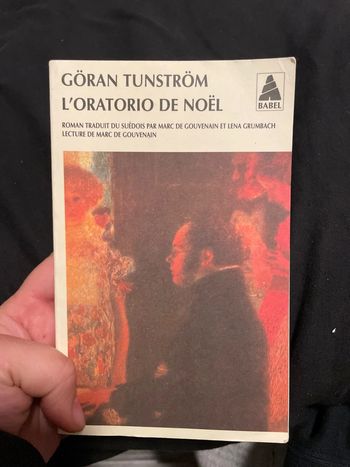 GÖRAN TUNSTRÖM
L'ORATORIO DE NOËL
BABEL
ROMAN TRADUIT DU SUÉDOIS PAR MARC DE GOUVENAIN ET LENA GRUMBACH
LECTURE DE MARC DE GOUVENAIN